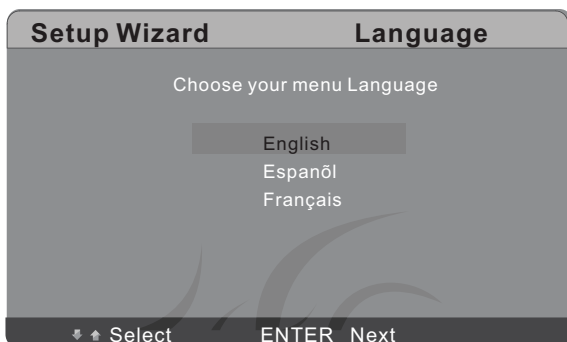 Setup Wizard Language
Choose your menu Language
English
Espanõl
Français
Select ENTER Next